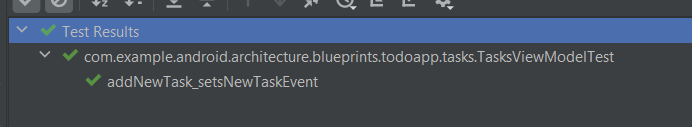 Test Results
com.example.android.architecture.blueprints.todoapp.tasks.TasksViewModelTest
addNewTask_setsNewTaskEvent